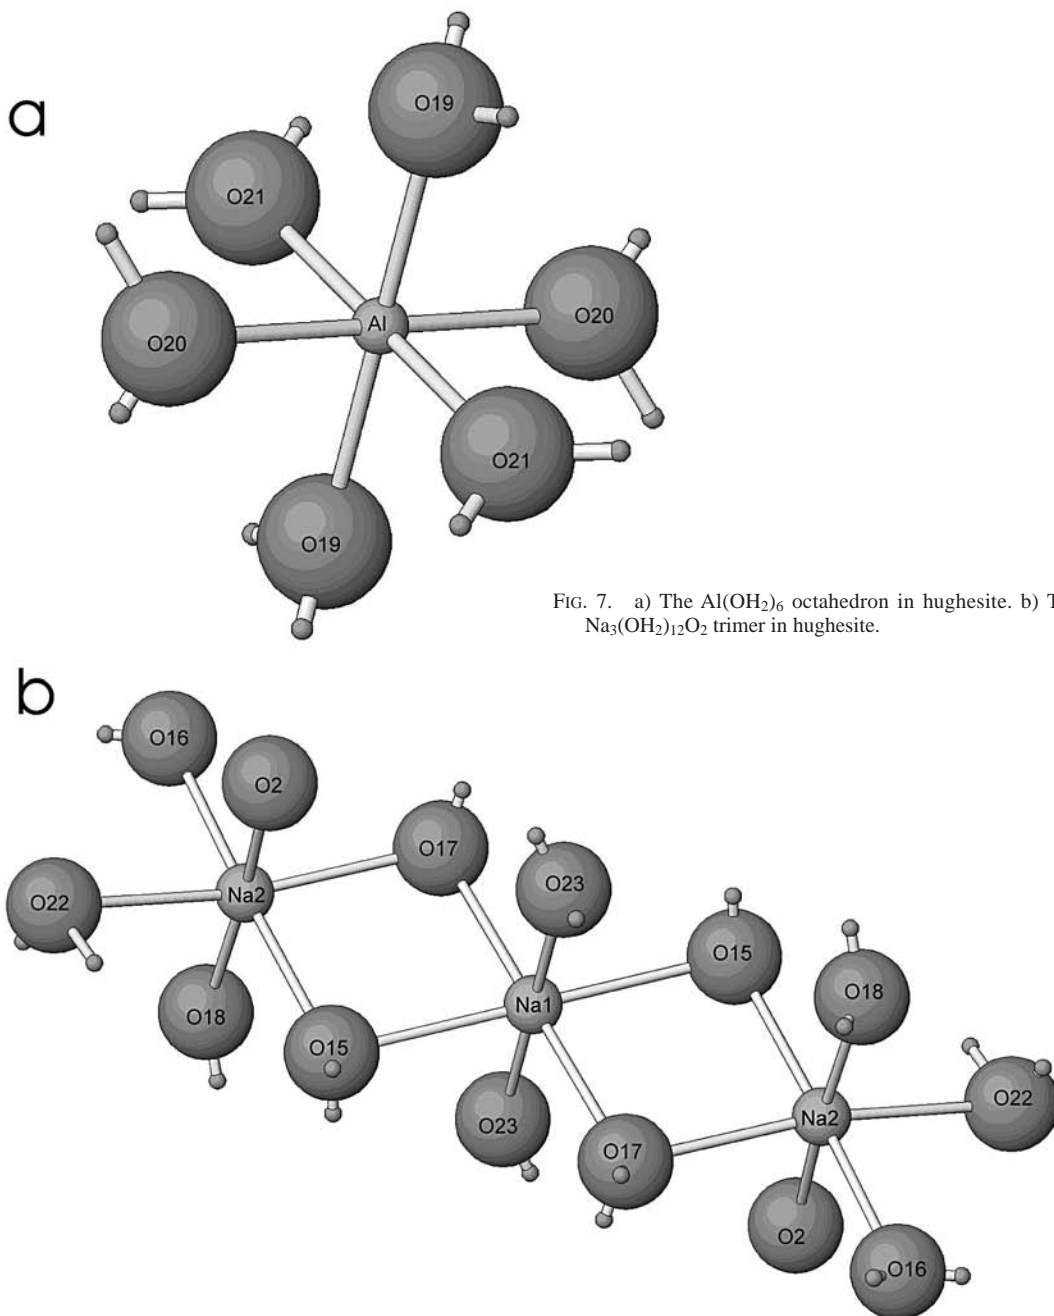 a
O19
O21
Al
O20
O20
O21
O19
FIG. 7. a) The Al(OH2)6 octahedron in hughesite. b) T
Na3(OH2)12O2 trimer in hughesite.
b
O16
O2
O17
O23
Na2
O22
O15
O18
Na1
O18
O15
O22
Na2
O23
O17
O2
O16